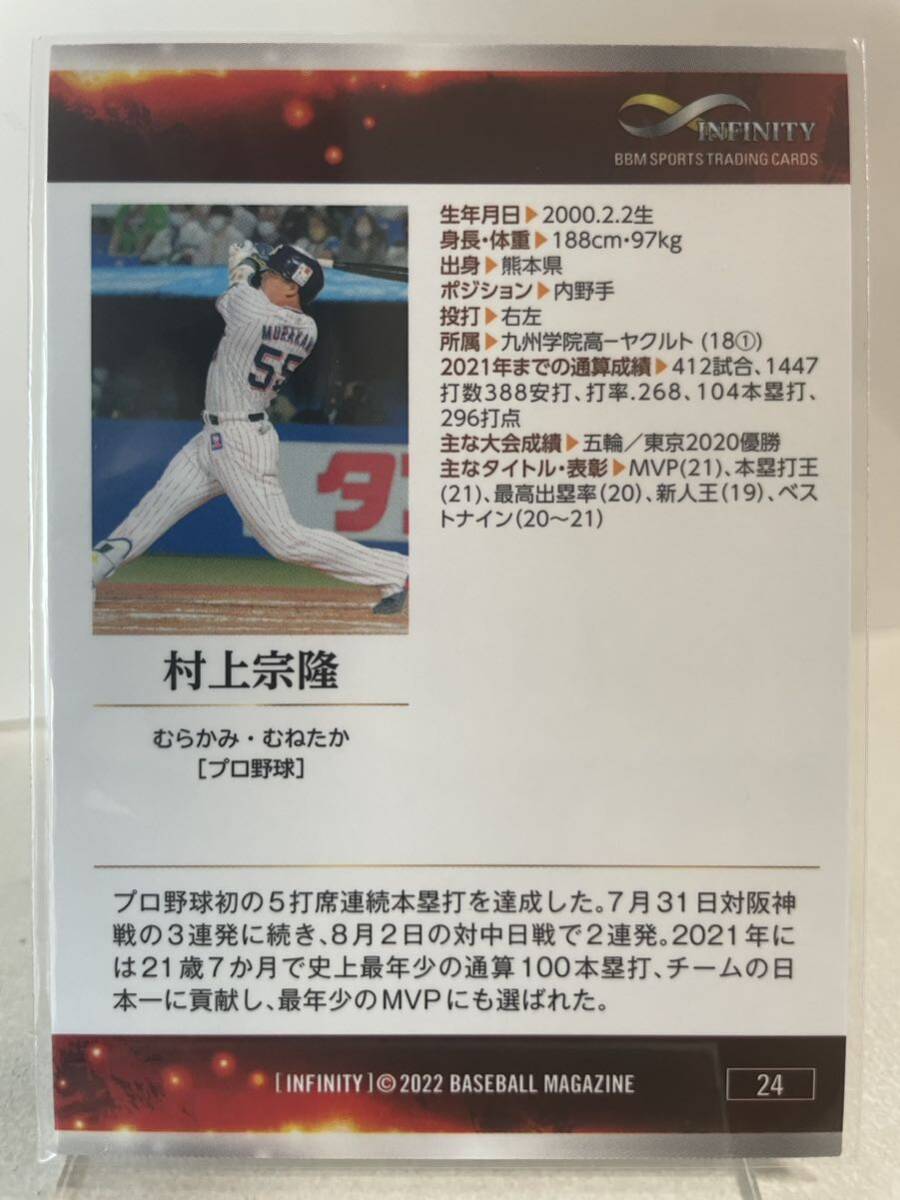 INFINITY
BBM SPORTS TRADING CARDS
生年月日▶2000.2.2生
身長・体重▶188cm・97kg
出身▶熊本県
ポジション▶内野手
投打▶右左
所属▶九州学院高ーヤクルト (18①)
2021年までの通算成績▶412試合、1447
打数388安打、打率.268、104本塁打、
296打点
主な大会成績▶五輪／東京2020優勝
主なタイトル・表彰▶MVP(21)、本塁打王
(21)、最高出塁率(20)、新人王(19)、ベス
トナイン(20〜21)
MURAKAMI
55
村上宗隆
むらかみ・むねたか
[プロ野球]
プロ野球初の5打席連続本塁打を達成した。7月31日対阪神
戦の3連発に続き、8月2日の対中日戦で2連発。2021年に
は21歳7か月で史上最年少の通算100本塁打、チームの日
本一に貢献し、最年少のMVPにも選ばれた。
[INFINITY]©2022 BASEBALL MAGAZINE
24